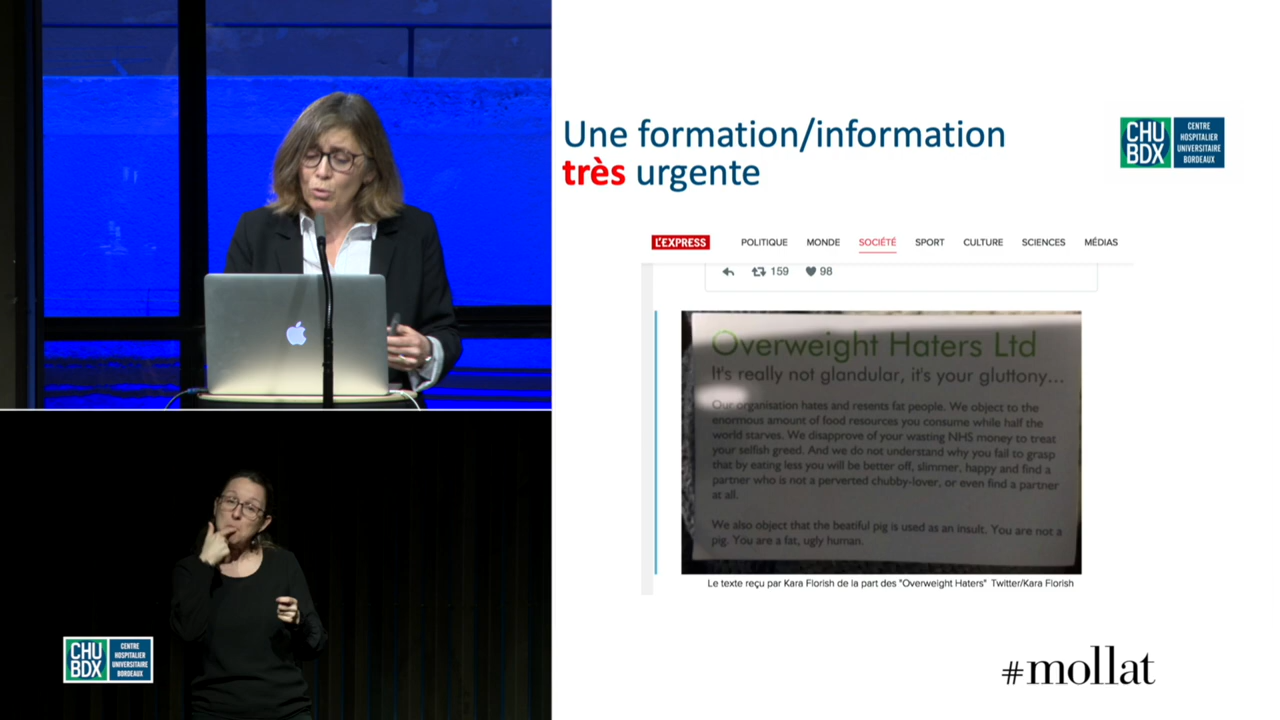 Une formation/information
très urgente
CHU
BDX
CENTRE
HOSPITALIER
UNIVERSITAIRE
BORDEAUX
L'EXPRESS
POLITIQUE MONDE SOCIÉTÉ SPORT CULTURE SCIENCES MÉDIAS
159 98
Overweight Haters Ltd
It's really not glandular, it's your gluttony...
Our organisation hates and resents fat people. We object to the
enormous amount of food resources you consume while half the
world starves. We disapprove of your wasting NHS money to treat
your selfish greed. And we do not understand why you fail to grasp
that by eating less you will be better off, slimmer, happy and find a
partner who is not a perverted chubby-lover, or even find a partner
at all.
We also object that the beatiful pig is used as an insult. You are not a
pig. You are a fat, ugly human.
Le texte reçu par Kara Florish de la part des "Overweight Haters" Twitter/Kara Florish
CHU
BDX
CENTRE
HOSPITALIER
UNIVERSITAIRE
BORDEAUX
#mollat